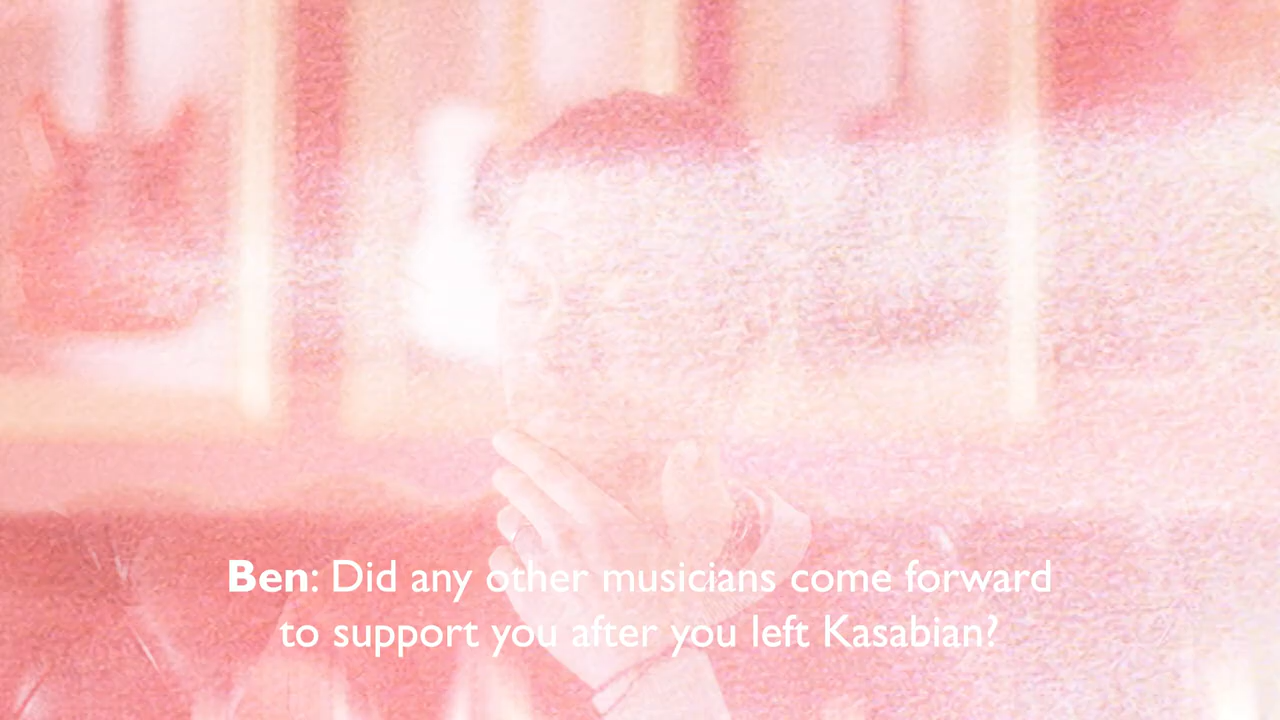 Ben: Did any other musicians come forward
to support you after you left Kasabian?